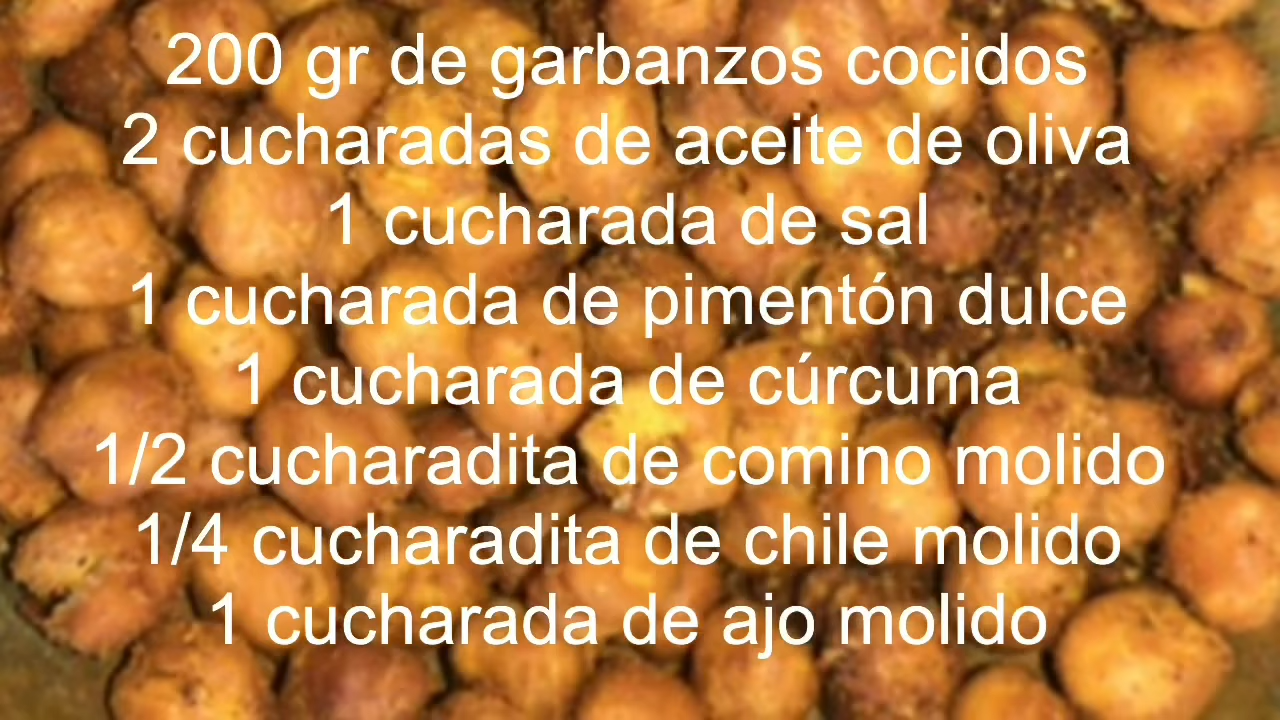 200 gr de garbanzos cocidos
2 cucharadas de aceite de oliva
1 cucharada de sal
1 cucharada de pimentón dulce
1 cucharada de cúrcuma
1/2 cucharadita de comino molido
1/4 cucharadita de chile molido
1 cucharada de ajo molido